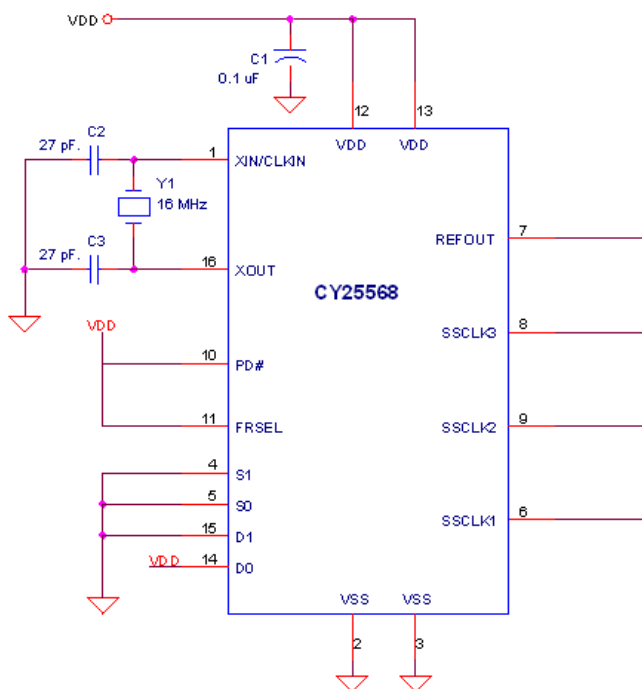 VDD
C1
0.1 uF
12
13
VDD
VDD
C2
27 pF.
1
XIN/CLKIN
Y1
16 MHz
7
REFOUT
C3
27 pF.
16
XOUT
CY25568
VDD
8
SSCLK3
10
PD#
11
FRSEL
9
SSCLK2
4
S1
5
S0
15
D1
6
SSCLK1
VDD
14
D0
VSS
VSS
2
3